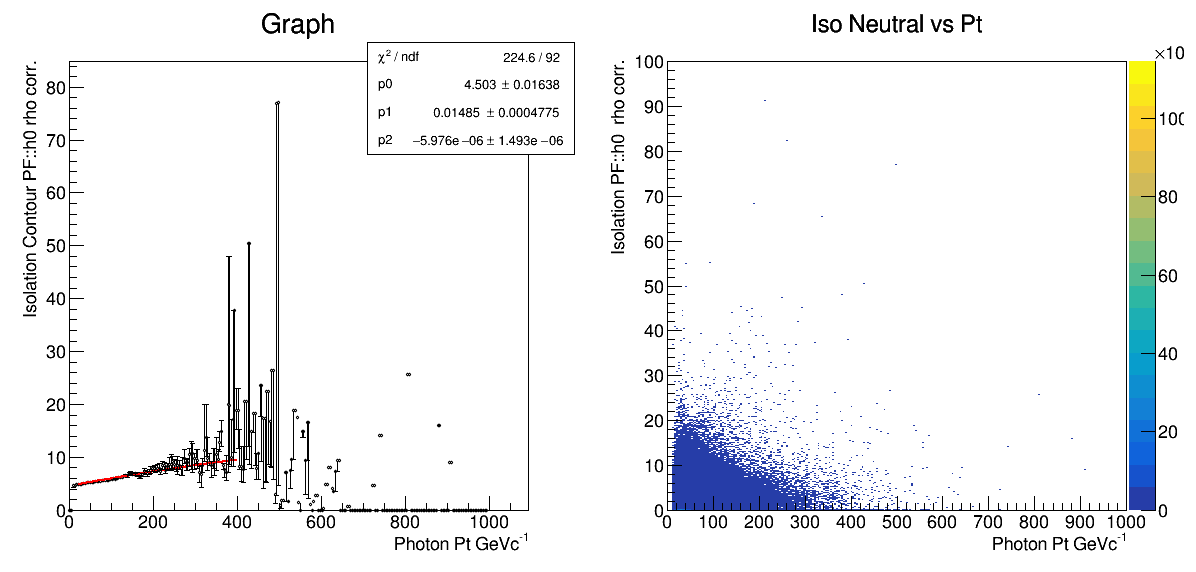 Graph
χ² / ndf 224.6 / 92
p0 4.503 ± 0.01638
p1 0.01485 ± 0.0004775
p2 −5.976e −06 ± 1.493e −06
Isolation Contour PF::h0 rho corr.
80
70
60
50
40
30
20
10
0
0 200 400 600 800 1000
Photon Pt GeVc⁻¹
Iso Neutral vs Pt
Isolation PF::h0 rho corr.
100
90
80
70
60
50
40
30
20
10
0
0 100 200 300 400 500 600 700 800 900 1000
Photon Pt GeVc⁻¹
×10
100
80
60
40
20
0